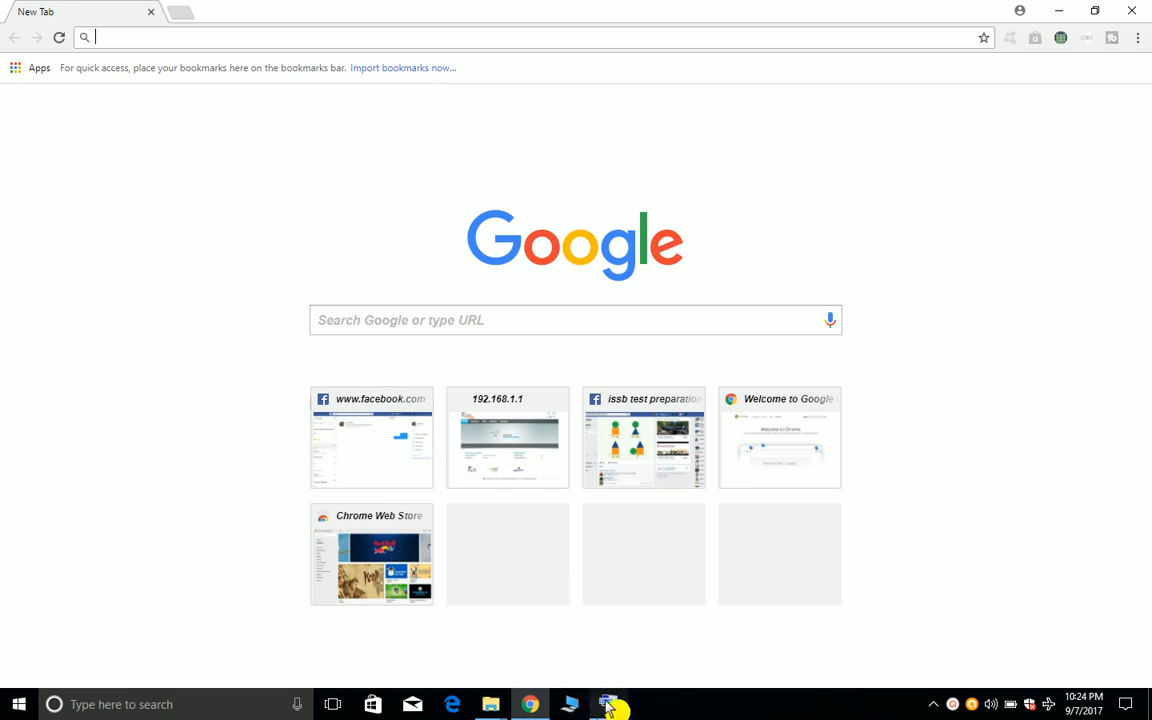 New Tab
Apps
For quick access, place your bookmarks here on the bookmarks bar. Import bookmarks now...
Google
Search Google or type URL
www.facebook.com
192.168.1.1
issb test preparation
Welcome to Google
Chrome Web Store
Type here to search
10:24 PM
9/7/2017